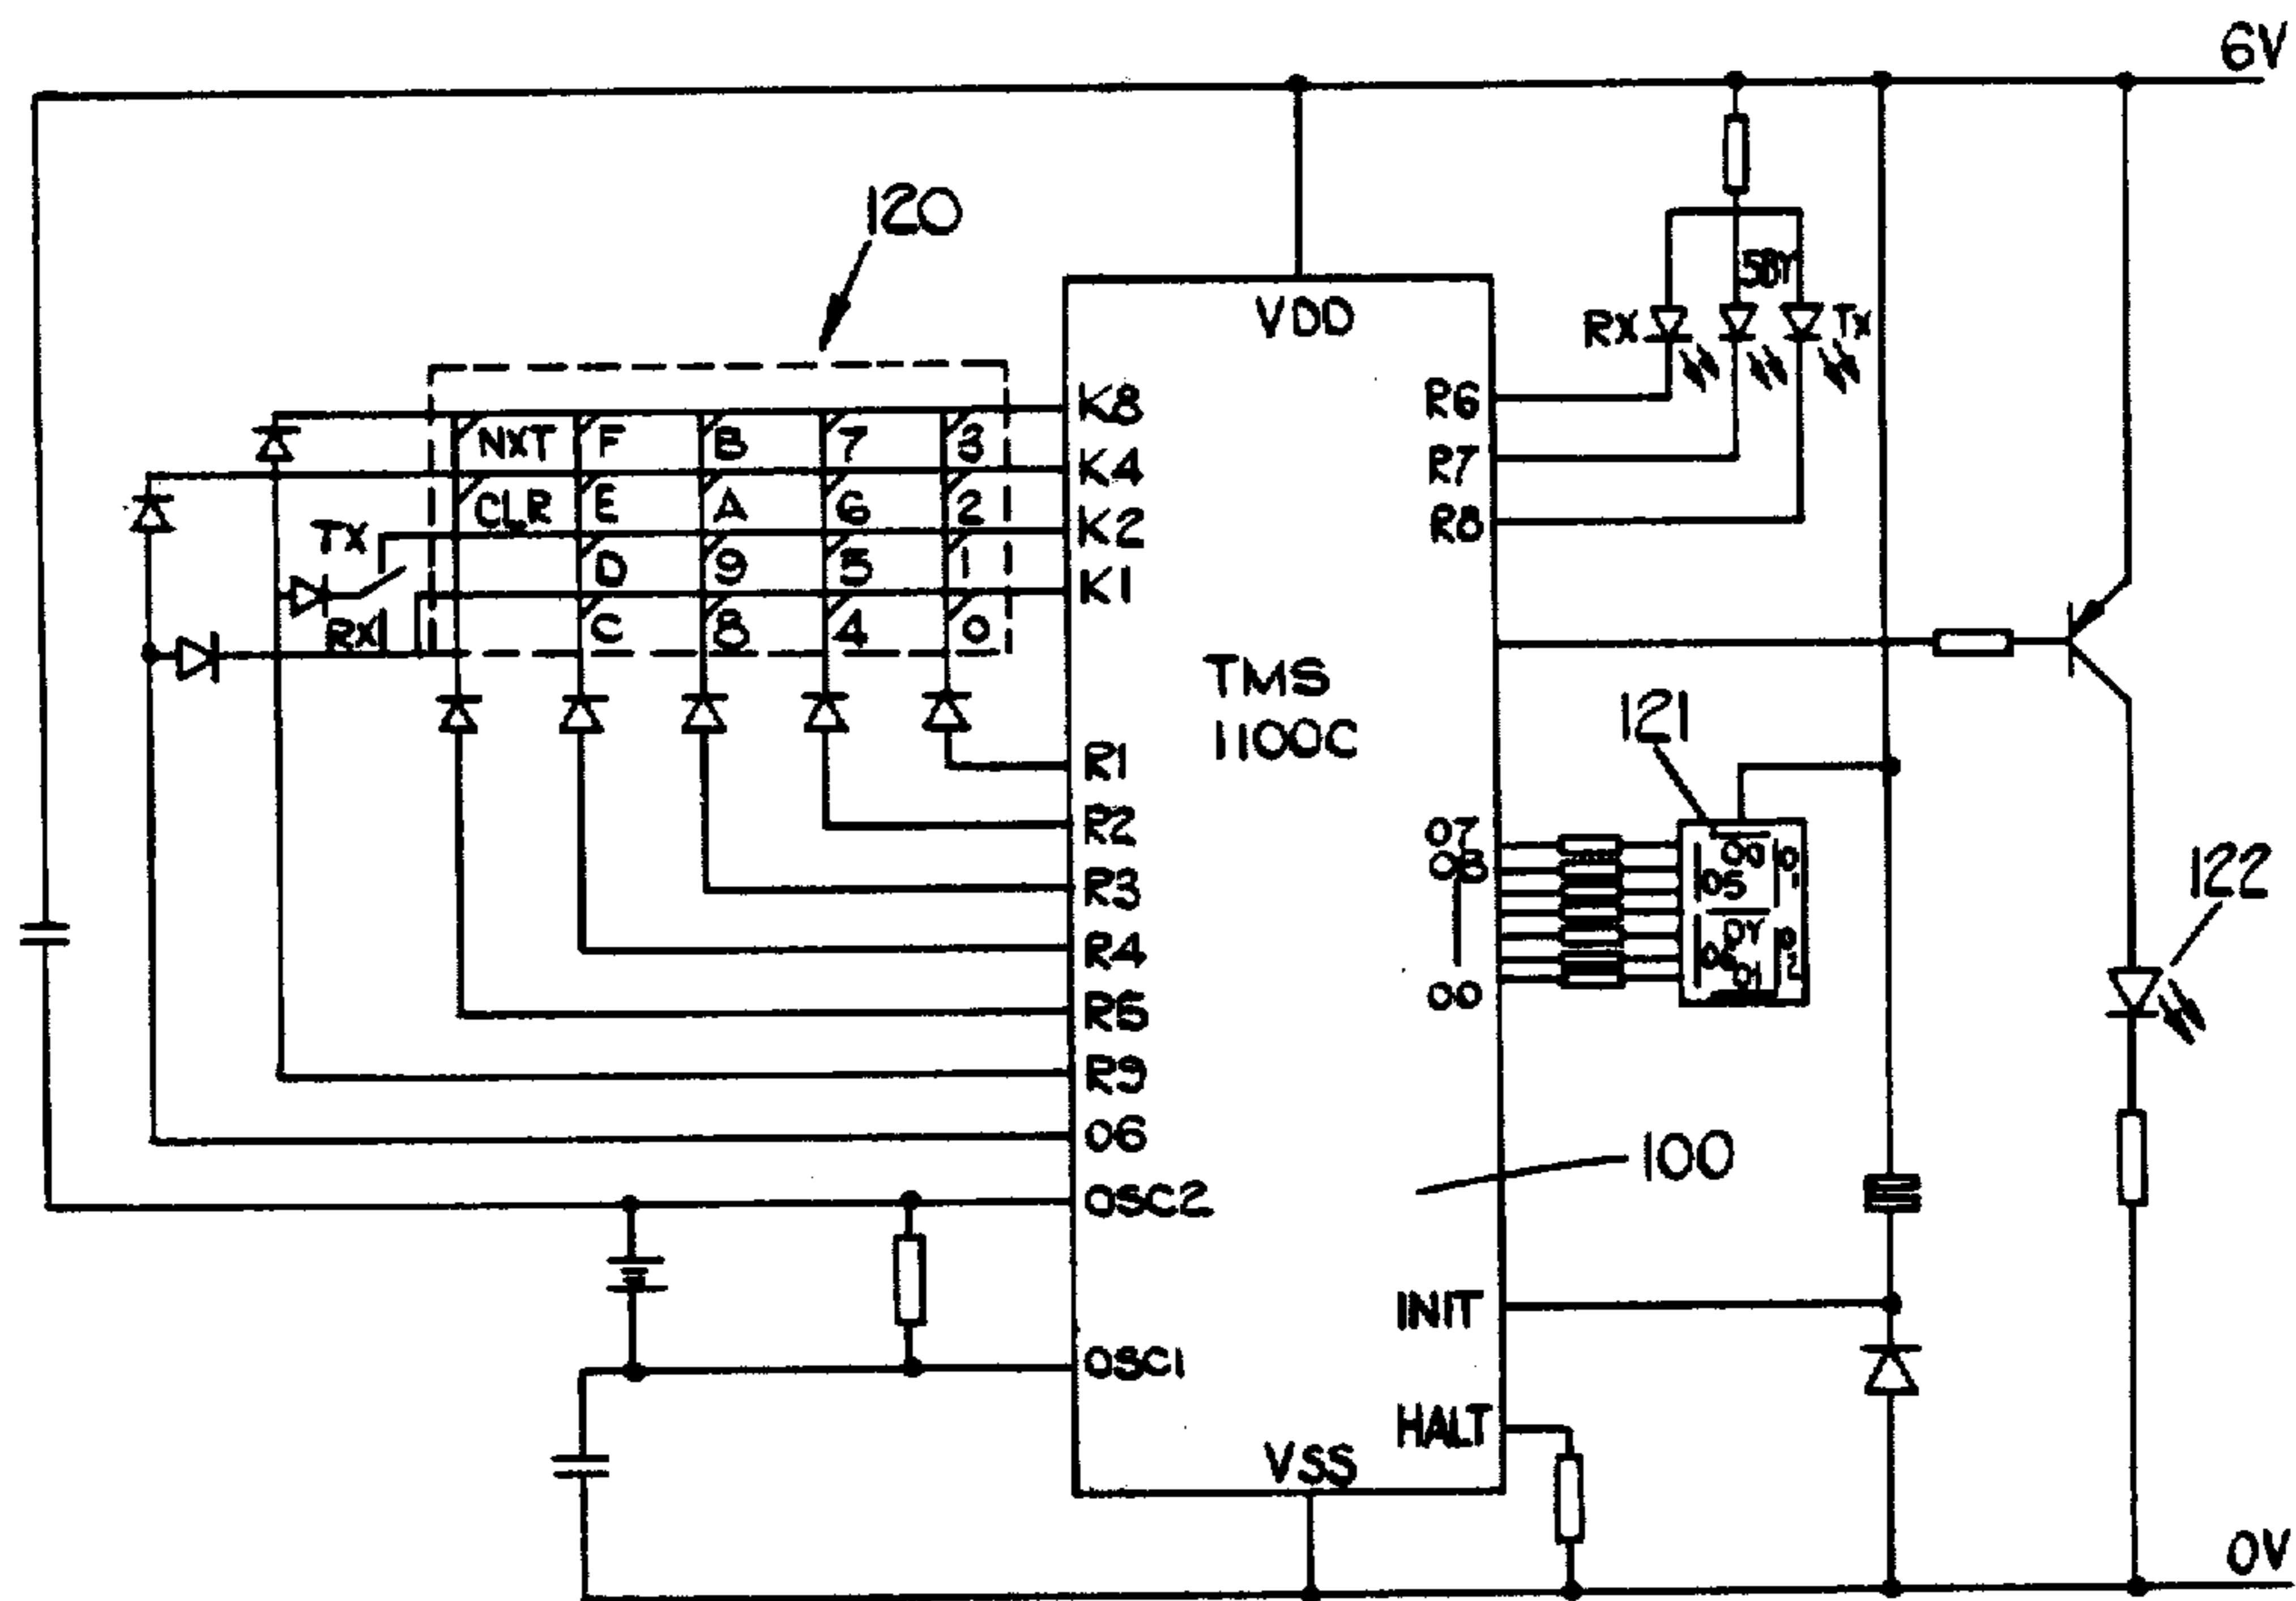 6V
120
VDD
SBY
RX
TX
K8
R6
NXT F B 7 3
K4
R7
CLR E A 6 2
K2
R8
TX
D 9 5 1
K1
RX
C 8 4 0
TMS
1100C
121
R1
R2
O7
O8
R3
122
R4
O0
R5
R9
O6
100
OSC2
INIT
OSC1
HALT
VSS
0V